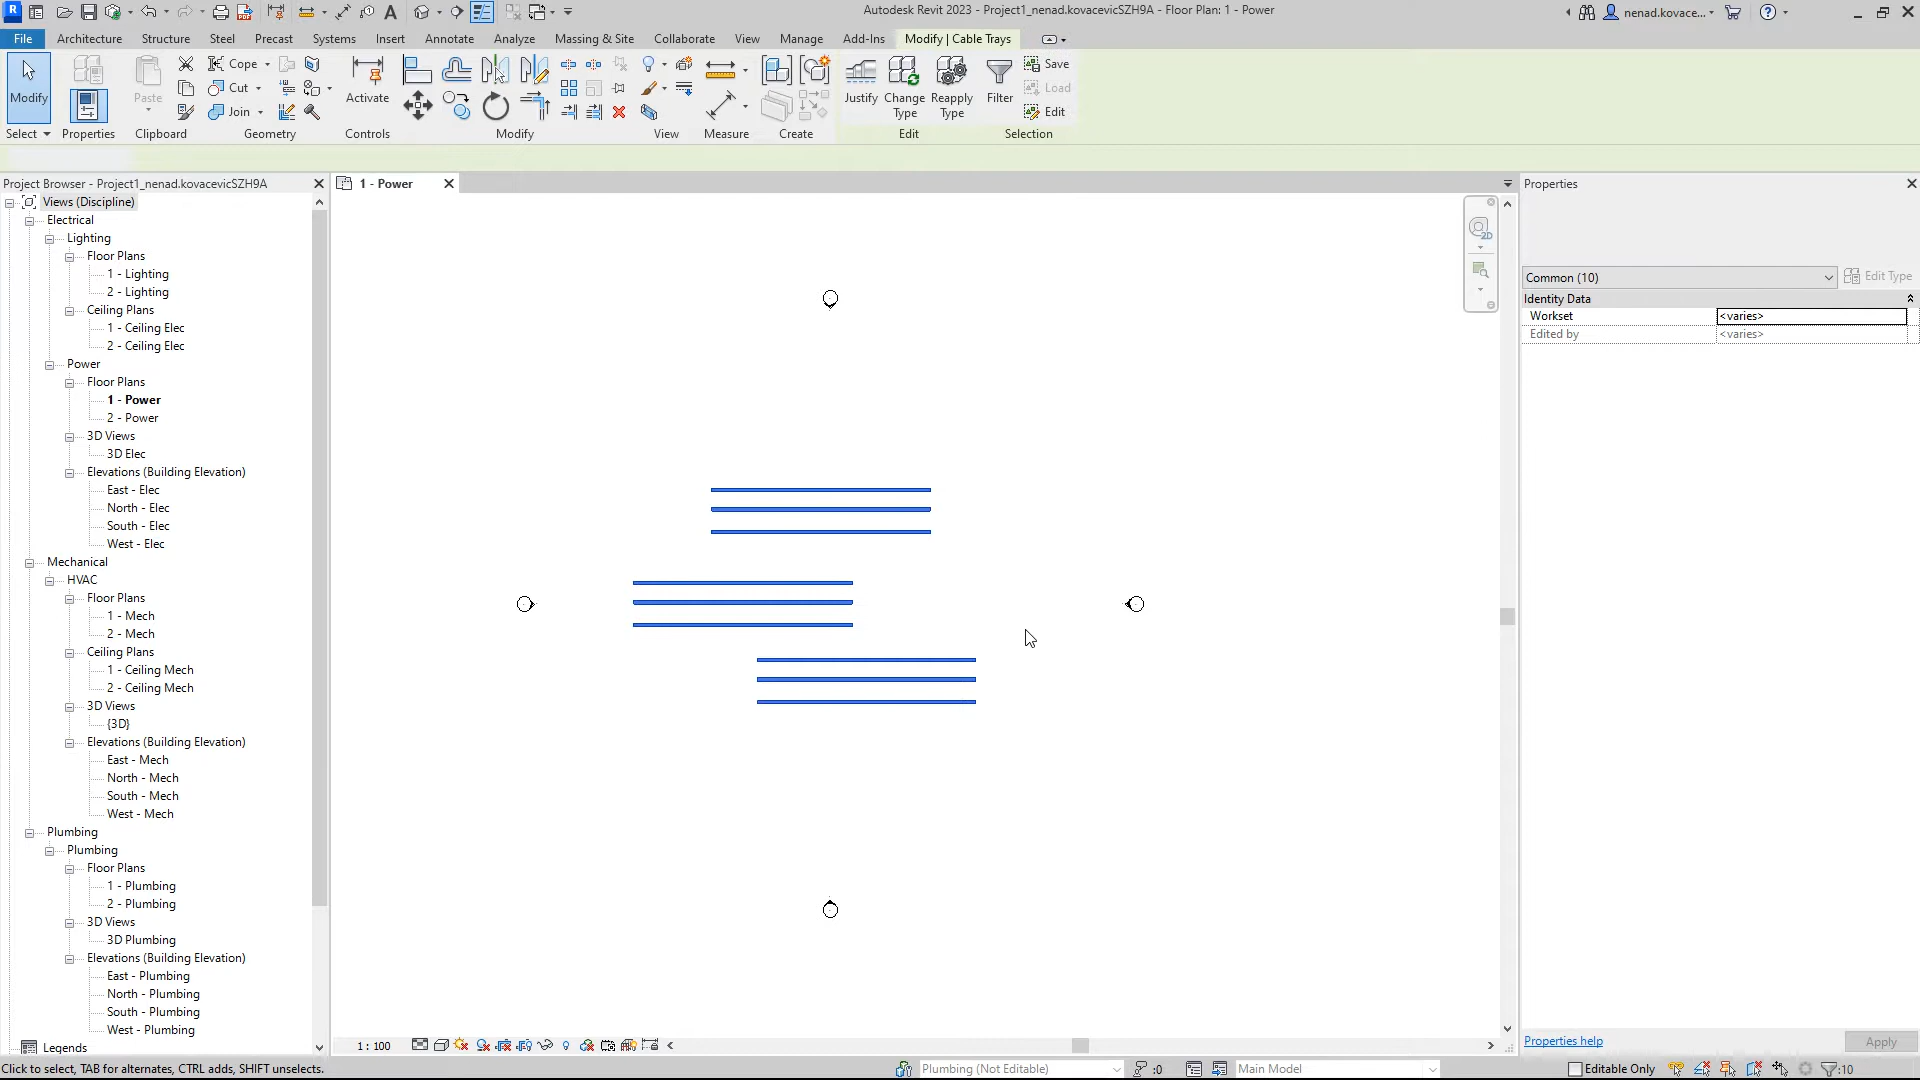 Autodesk Revit 2023 - Project1_nenad.kovacevicSZH9A - Floor Plan: 1 - Power
nenad.kovace...
File Architecture Structure Steel Precast Systems Insert Annotate Analyze Massing & Site Collaborate View Manage Add-Ins Modify | Cable Trays
Modify
Properties
Paste
Cope
Cut
Join
Activate
Justify
Change Type
Reapply Type
Filter
Save
Load
Edit
Select Properties Clipboard Geometry Controls Modify View Measure Create Edit Selection
Project Browser - Project1_nenad.kovacevicSZH9A
Views (Discipline)
Electrical
Lighting
Floor Plans
1 - Lighting
2 - Lighting
Ceiling Plans
1 - Ceiling Elec
2 - Ceiling Elec
Power
Floor Plans
1 - Power
2 - Power
3D Views
3D Elec
Elevations (Building Elevation)
East - Elec
North - Elec
South - Elec
West - Elec
Mechanical
HVAC
Floor Plans
1 - Mech
2 - Mech
Ceiling Plans
1 - Ceiling Mech
2 - Ceiling Mech
3D Views
{3D}
Elevations (Building Elevation)
East - Mech
North - Mech
South - Mech
West - Mech
Plumbing
Plumbing
Floor Plans
1 - Plumbing
2 - Plumbing
3D Views
3D Plumbing
Elevations (Building Elevation)
East - Plumbing
North - Plumbing
South - Plumbing
West - Plumbing
Legends
1 - Power
2D
1 : 100
Properties
Common (10)
Edit Type
Identity Data
Workset <varies>
Edited by <varies>
Properties help
Apply
Click to select, TAB for alternates, CTRL adds, SHIFT unselects.
Plumbing (Not Editable)
:0
Main Model
Editable Only
:10